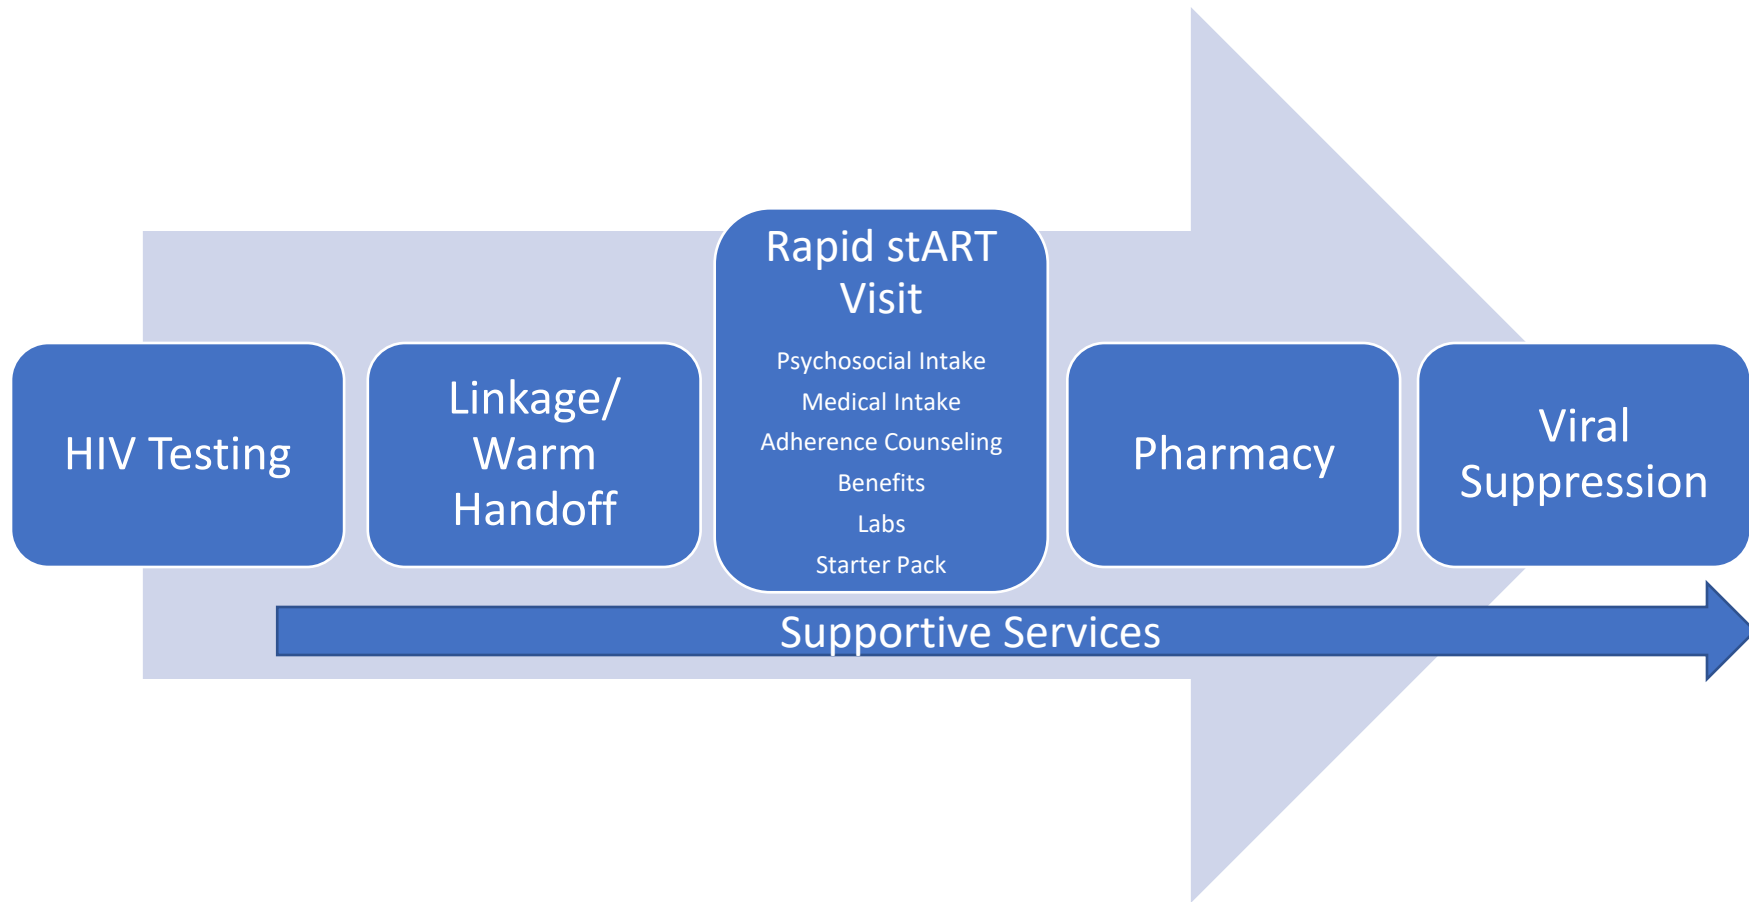 HIV Testing
Linkage/
Warm
Handoff
Rapid stART
Visit
Psychosocial Intake
Medical Intake
Adherence Counseling
Benefits
Labs
Starter Pack
Pharmacy
Viral
Suppression
Supportive Services